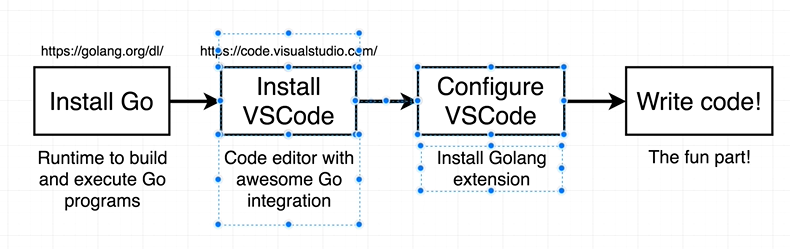 https://golang.org/dl/
https://code.visualstudio.com/
Install Go
Install
VSCode
Configure
VSCode
Write code!
Runtime to build
and execute Go
programs
Code editor with
awesome Go
integration
Install Golang
extension
The fun part!